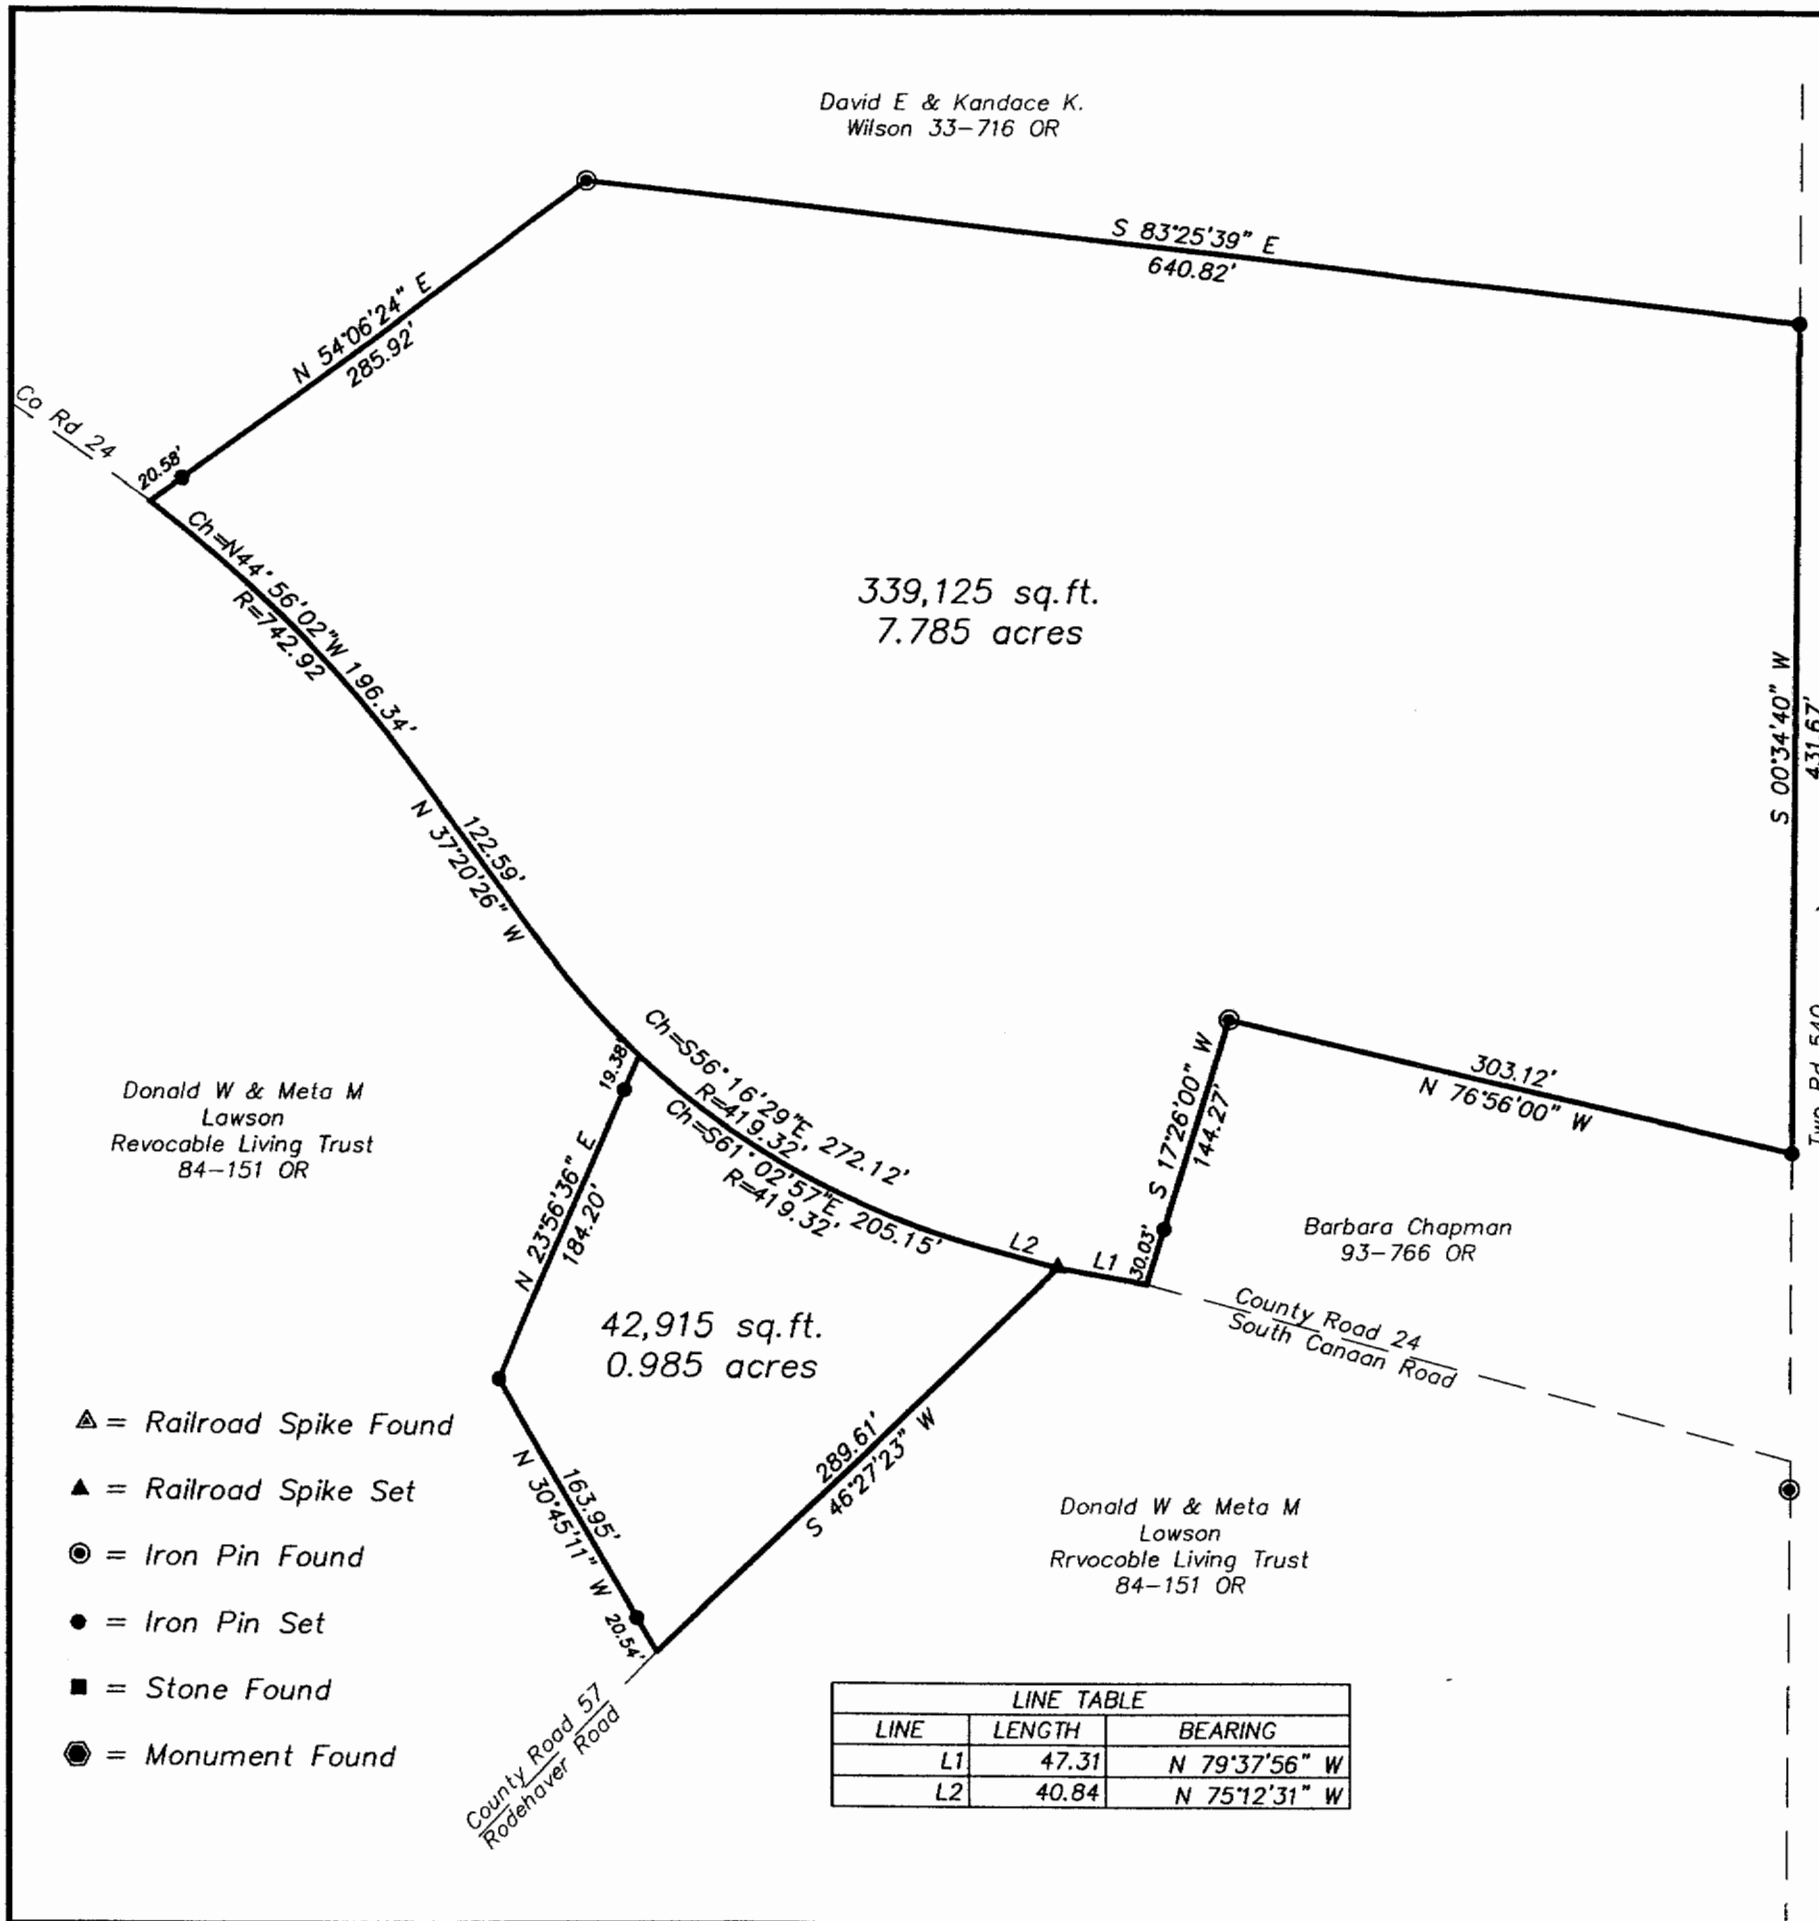 David E & Kandace K.
Wilson 33-716 OR
S 83°25'39" E
640.82'
N 54°06'24" E
285.92'
Co Rd 24
20.58'
Ch=N44°56'02"W 196.34'
R=742.92
339,125 sq.ft.
7.785 acres
S 00°34'40" W
431.67'
122.59'
N 37°20'26" W
Ch=S56°16'29"E 272.12'
R=419.32'
Ch=S61°02'57"E 205.15'
R=419.32'
19.38'
303.12'
N 76°56'00" W
S 17°26'00" W
144.27'
30.03'
Twp Rd 540
Donald W & Meta M
Lawson
Revocable Living Trust
84-151 OR
N 23°56'36" E
184.20'
L2
L1
Barbara Chapman
93-766 OR
County Road 24
South Canaan Road
42,915 sq.ft.
0.985 acres
289.61'
S 46°27'23" W
163.95'
N 30°45'11" W
20.54'
Donald W & Meta M
Lowson
Rrvocoble Living Trust
84-151 OR
= Railroad Spike Found
= Railroad Spike Set
= Iron Pin Found
= Iron Pin Set
= Stone Found
= Monument Found
County Road 57
Rodehaver Road
LINE TABLE
LINE LENGTH BEARING
L1 47.31 N 79°37'56" W
L2 40.84 N 75°12'31" W